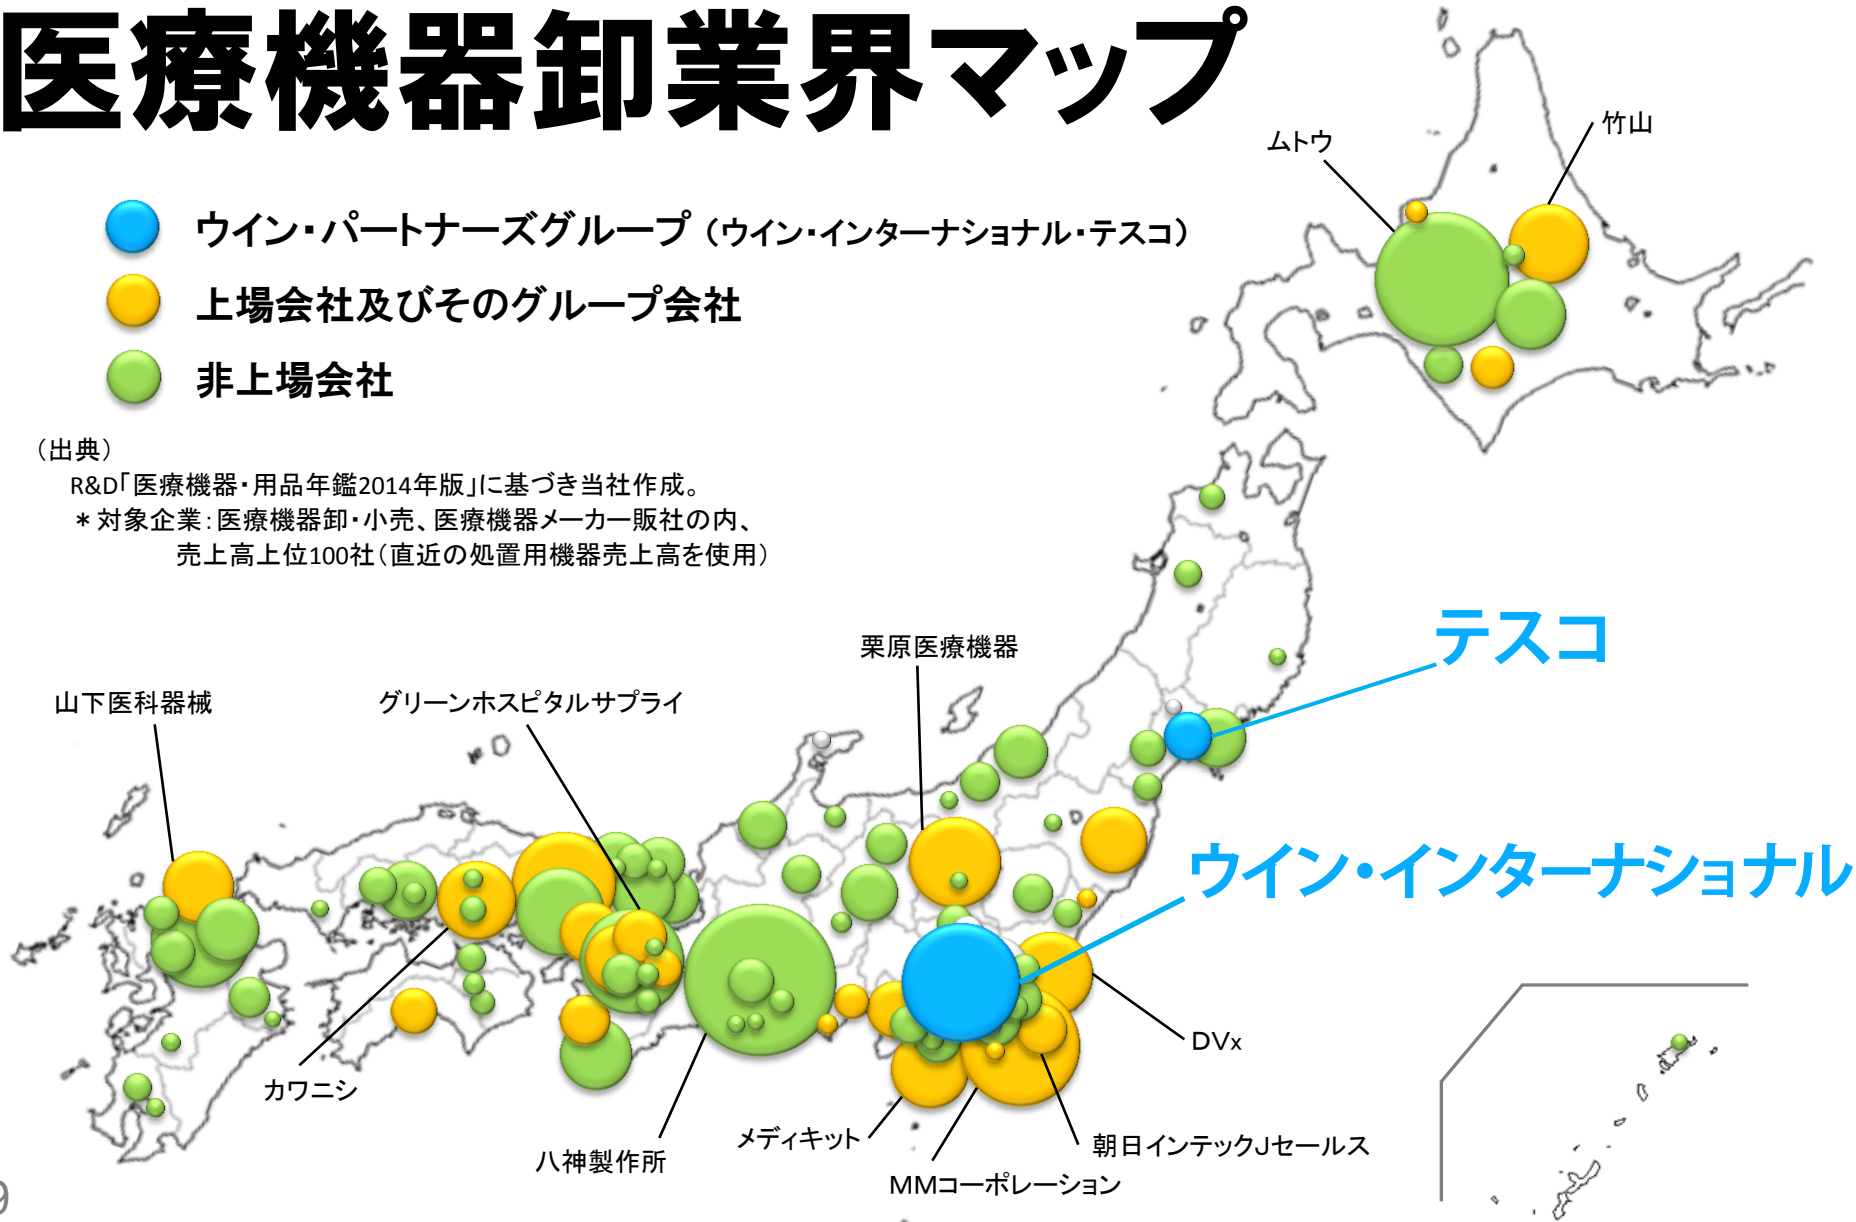 医療機器卸業界マップ
ウイン・パートナーズグループ（ウイン・インターナショナル・テスコ）
上場会社及びそのグループ会社
非上場会社
（出典）
R&D「医療機器・用品年鑑2014年版」に基づき当社作成。
＊対象企業：医療機器卸・小売、医療機器メーカー販社の内、
売上高上位100社（直近の処置用機器売上高を使用）
ムトウ
竹山
テスコ
栗原医療機器
山下医科器械
グリーンホスピタルサプライ
ウイン・インターナショナル
DVx
カワニシ
八神製作所
メディキット
朝日インテックJセールス
MMコーポレーション
9